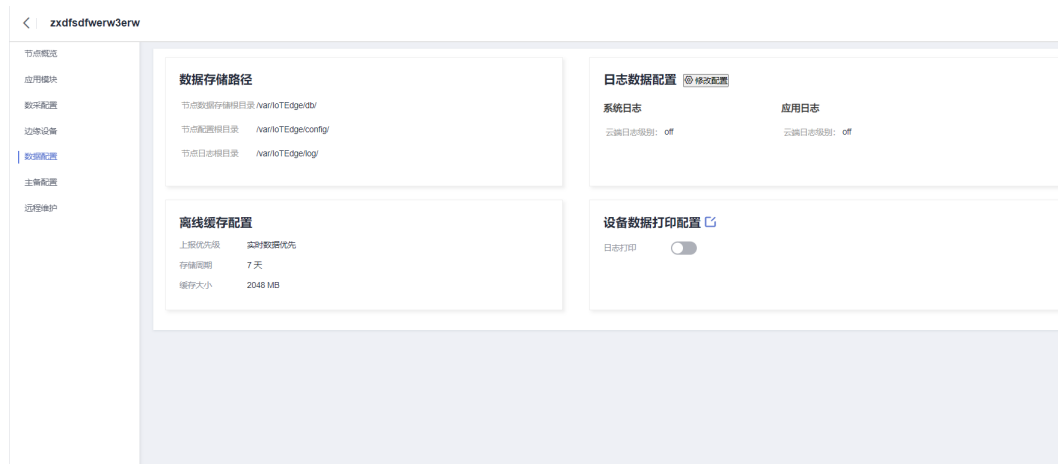 zxdfsdfwerw3erw
节点概览
应用模块
数采配置
边缘设备
数据配置
主备配置
远程维护
数据存储路径
节点数据存储根目录 /var/IoTEdge/db/
节点配置根目录 /var/IoTEdge/config/
节点日志根目录 /var/IoTEdge/log/
日志数据配置 修改配置
系统日志 应用日志
云端日志级别： off 云端日志级别： off
离线缓存配置
上报优先级 实时数据优先
存储周期 7 天
缓存大小 2048 MB
设备数据打印配置
日志打印